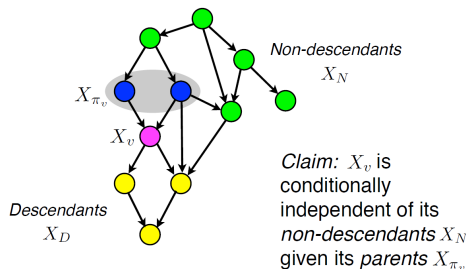 Non-descendants
X_N
X_{π_v}
X_v
Descendants
X_D
Claim: X_v is
conditionally
independent of its
non-descendants X_N
given its parents X_{π_v}